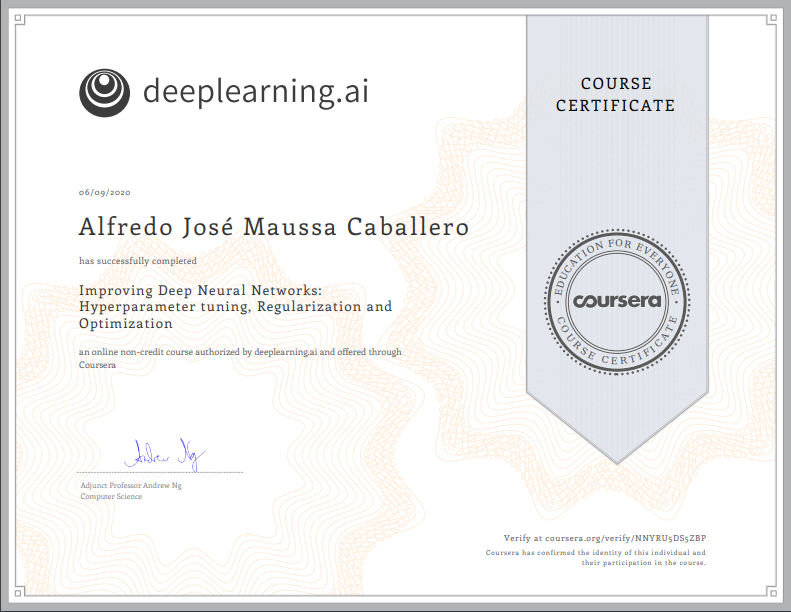 deeplearning.ai
COURSE
CERTIFICATE
06/09/2020
Alfredo José Maussa Caballero
has successfully completed
Improving Deep Neural Networks:
Hyperparameter tuning, Regularization and
Optimization
an online non-credit course authorized by deeplearning.ai and offered through
Coursera
EDUCATION FOR EVERYONE
coursera
COURSE CERTIFICATE
Andrew Ng
Adjunct Professor Andrew Ng
Computer Science
Verify at coursera.org/verify/NNYRU5DS5ZBP
Coursera has confirmed the identity of this individual and
their participation in the course.